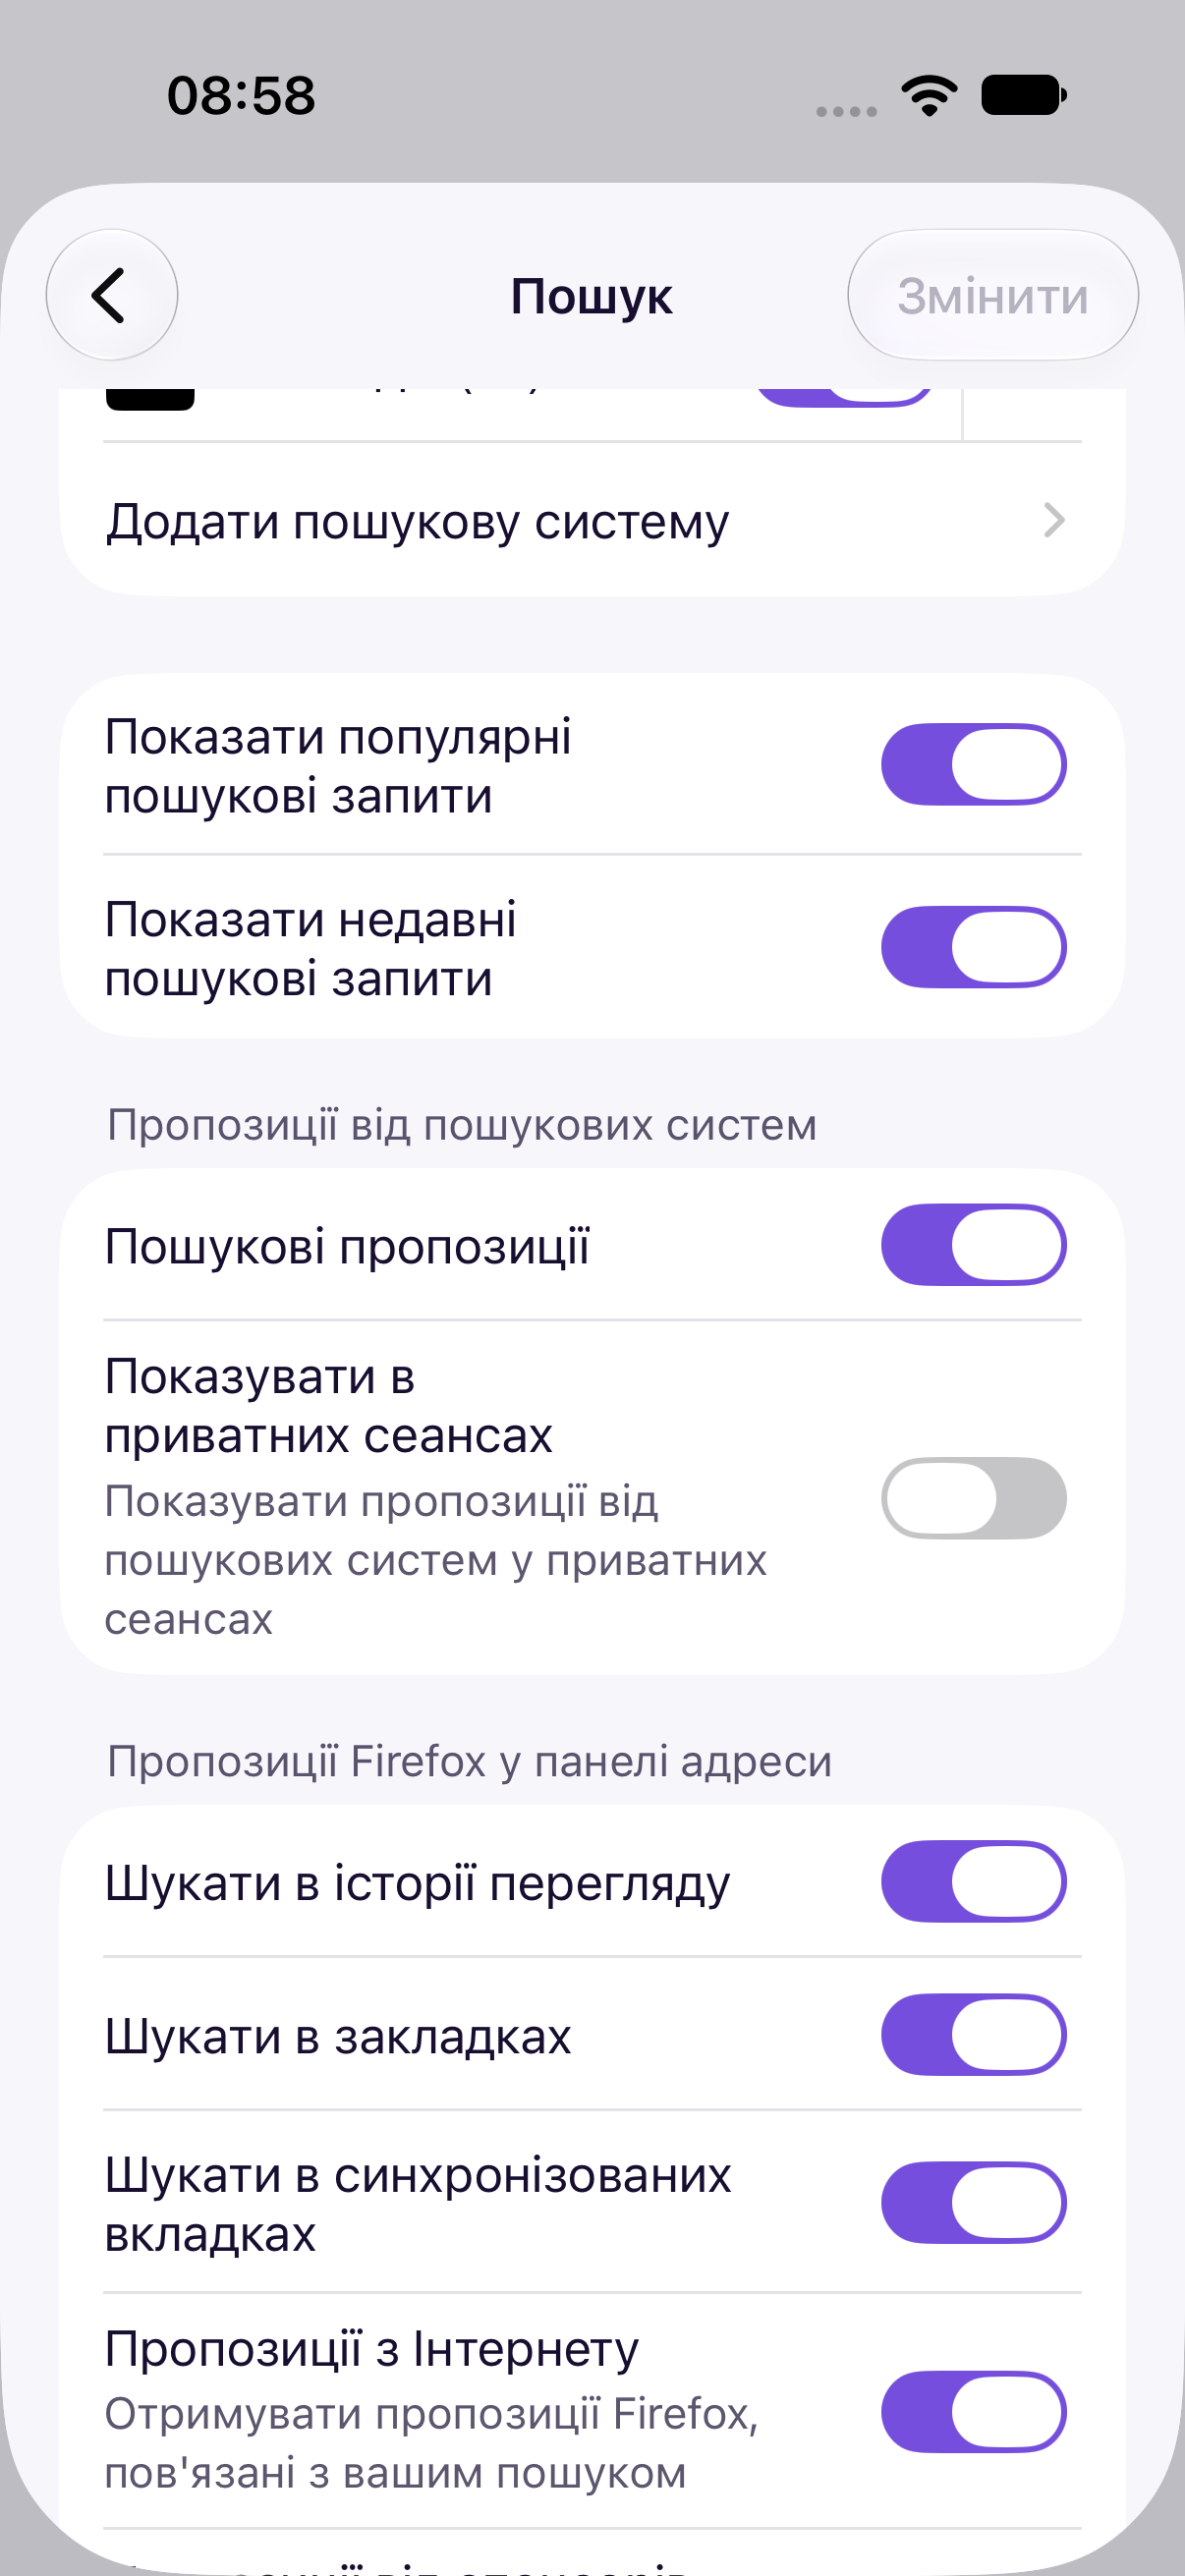 08:58
Пошук
Змінити
Додати пошукову систему
Показати популярні
пошукові запити
Показати недавні
пошукові запити
Пропозиції від пошукових систем
Пошукові пропозиції
Показувати в
приватних сеансах
Показувати пропозиції від
пошукових систем у приватних
сеансах
Пропозиції Firefox у панелі адреси
Шукати в історії перегляду
Шукати в закладках
Шукати в синхронізованих
вкладках
Пропозиції з Інтернету
Отримувати пропозиції Firefox,
пов'язані з вашим пошуком